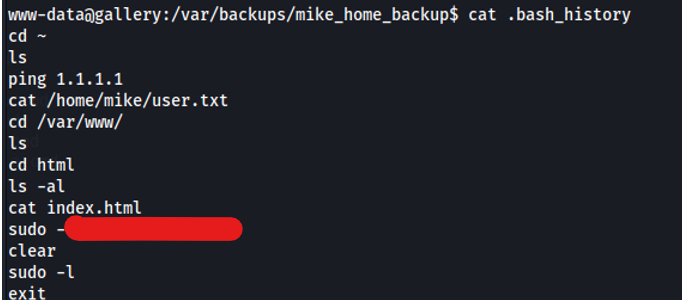 www-data@gallery:/var/backups/mike_home_backup$ cat .bash_history
cd ~
ls
ping 1.1.1.1
cat /home/mike/user.txt
cd /var/www/
ls
cd html
ls -al
cat index.html
sudo -
clear
sudo -l
exit